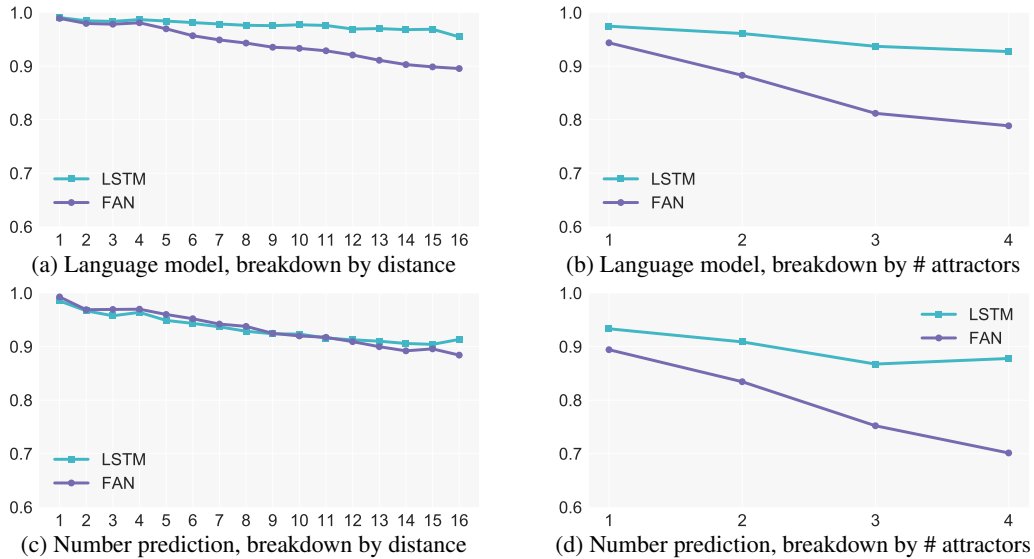 1.0
0.9
0.8
0.7
0.6
LSTM
FAN
1 2 3 4 5 6 7 8 9 10 11 12 13 14 15 16
(a) Language model, breakdown by distance
1.0
0.9
0.8
0.7
0.6
LSTM
FAN
1 2 3 4
(b) Language model, breakdown by # attractors
1.0
0.9
0.8
0.7
0.6
LSTM
FAN
1 2 3 4 5 6 7 8 9 10 11 12 13 14 15 16
(c) Number prediction, breakdown by distance
1.0
0.9
0.8
0.7
0.6
LSTM
FAN
1 2 3 4
(d) Number prediction, breakdown by # attractors